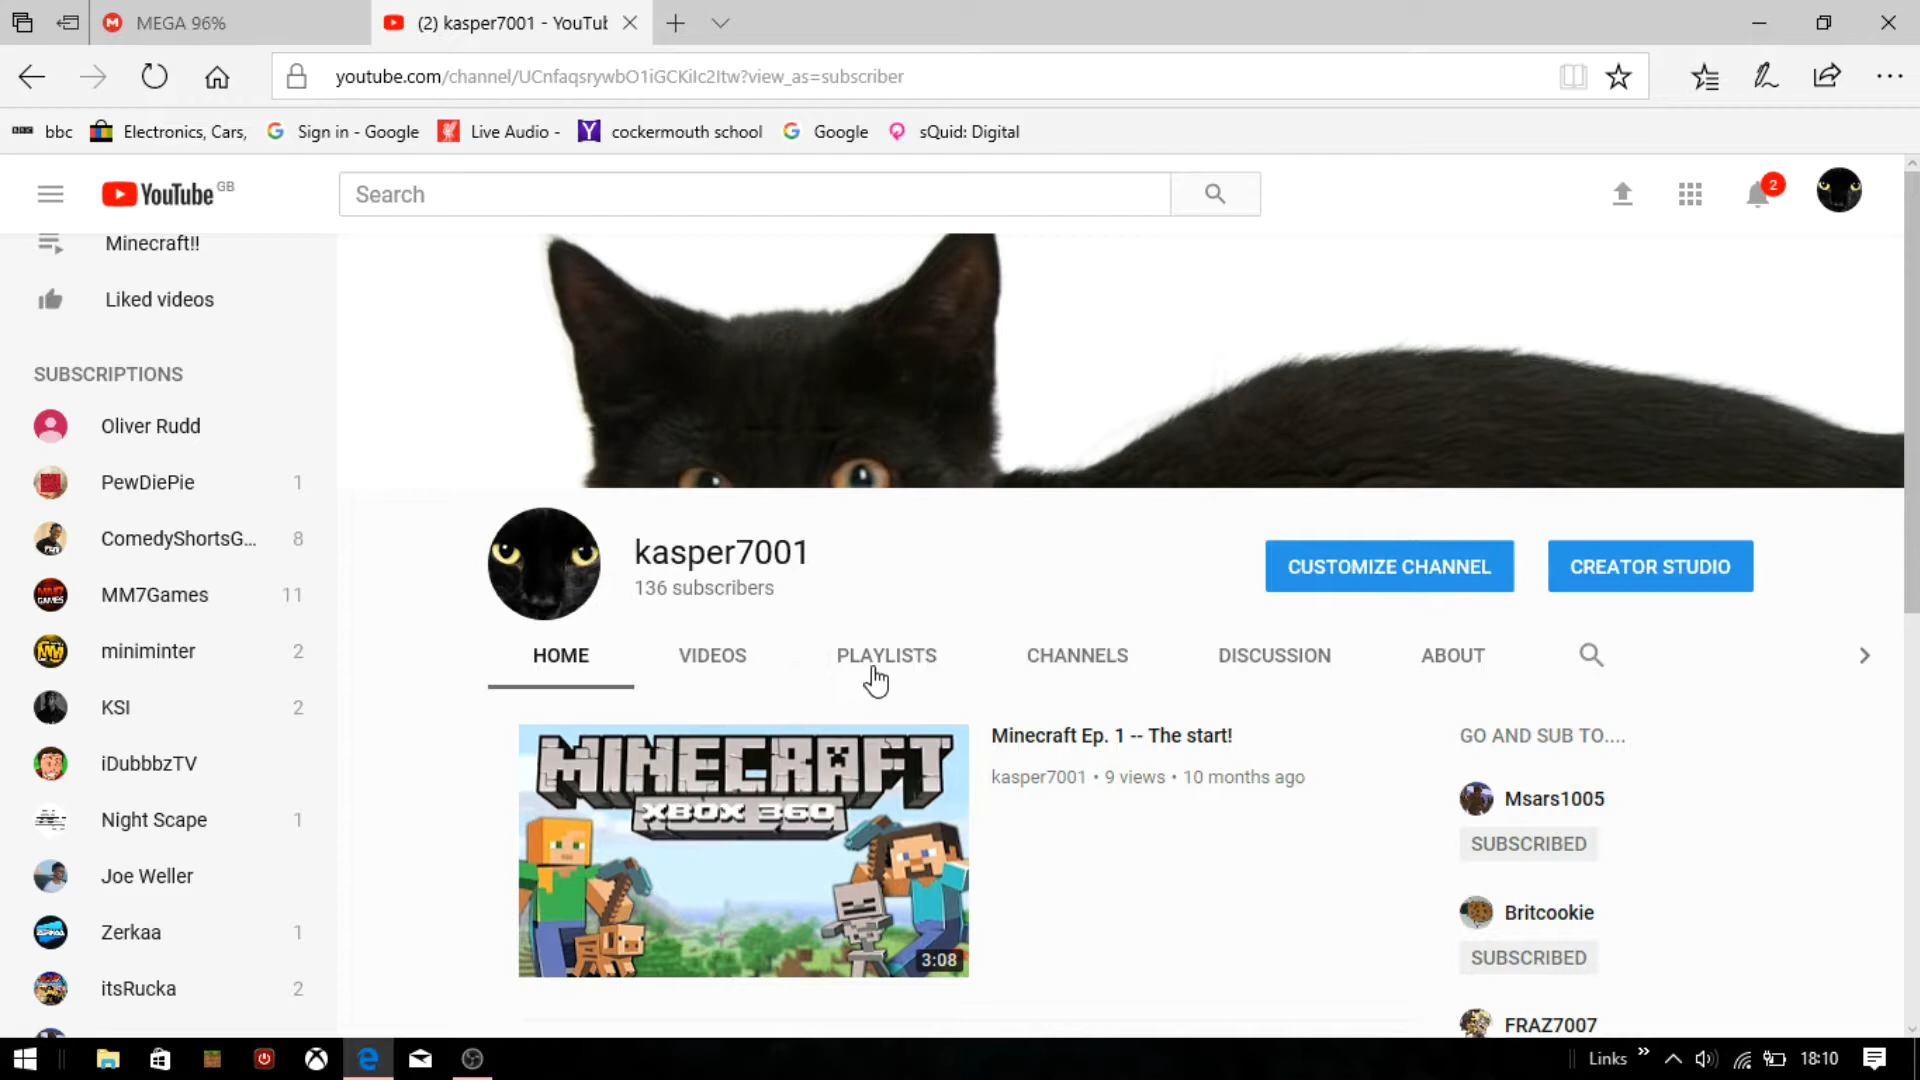 MEGA 96%
(2) kasper7001 - YouTul
youtube.com/channel/UCnfaqsrywbO1iGCKiIc2Itw?view_as=subscriber
BBC bbc Electronics, Cars, Sign in - Google Live Audio - cockermouth school Google sQuid: Digital
YouTube GB
Search
2
Minecraft!!
Liked videos
SUBSCRIPTIONS
Oliver Rudd
PewDiePie 1
ComedyShortsG... 8
MM7Games 11
miniminter 2
KSI 2
iDubbbzTV
Night Scape 1
Joe Weller
Zerkaa 1
itsRucka 2
kasper7001
136 subscribers
CUSTOMIZE CHANNEL
CREATOR STUDIO
HOME VIDEOS PLAYLISTS CHANNELS DISCUSSION ABOUT
MINECRAFT
XBOX 360
3:08
Minecraft Ep. 1 -- The start!
kasper7001 • 9 views • 10 months ago
GO AND SUB TO....
Msars1005
SUBSCRIBED
Britcookie
SUBSCRIBED
FRAZ7007
Links » 18:10